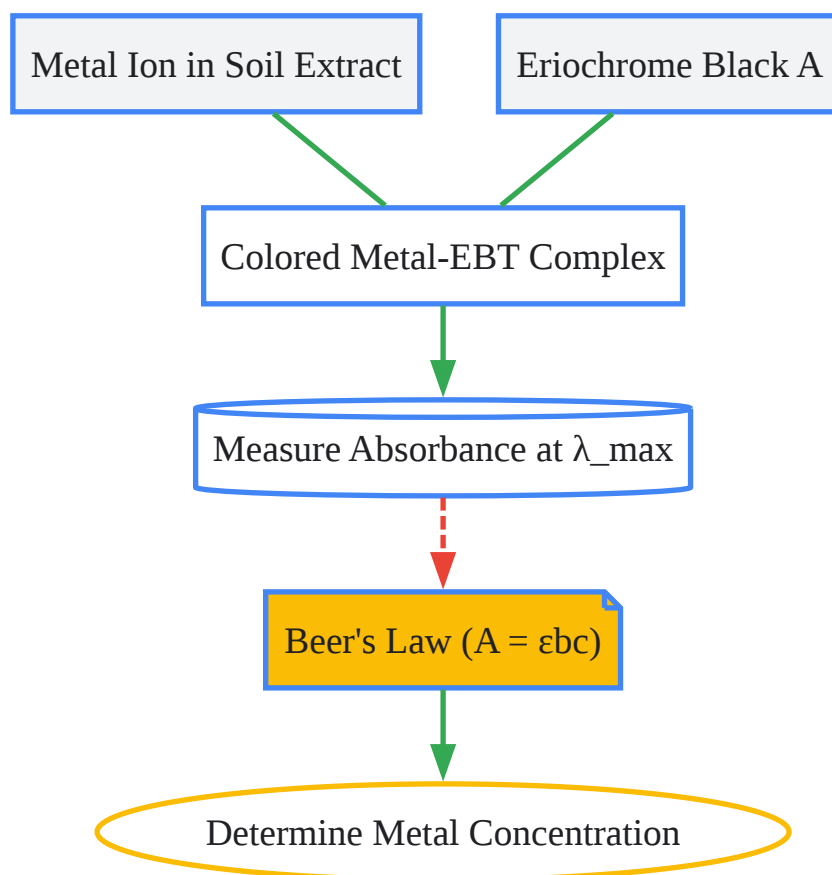 Metal Ion in Soil Extract
Eriochrome Black A
Colored Metal-EBT Complex
Measure Absorbance at λ_max
Beer's Law (A = εbc)
Determine Metal Concentration